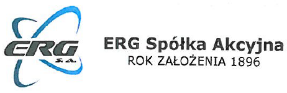 ERG
S.A.
ERG Spółka Akcyjna
ROK ZAŁOŻENIA 1896